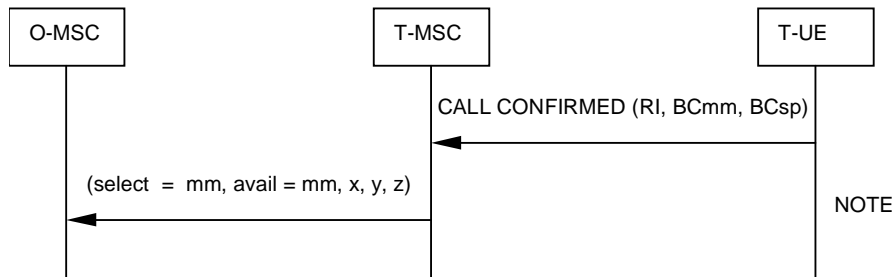 O-MSC
T-MSC
T-UE
CALL CONFIRMED (RI, BCmm, BCsp)
(select = mm, avail = mm, x, y, z)
NOTE